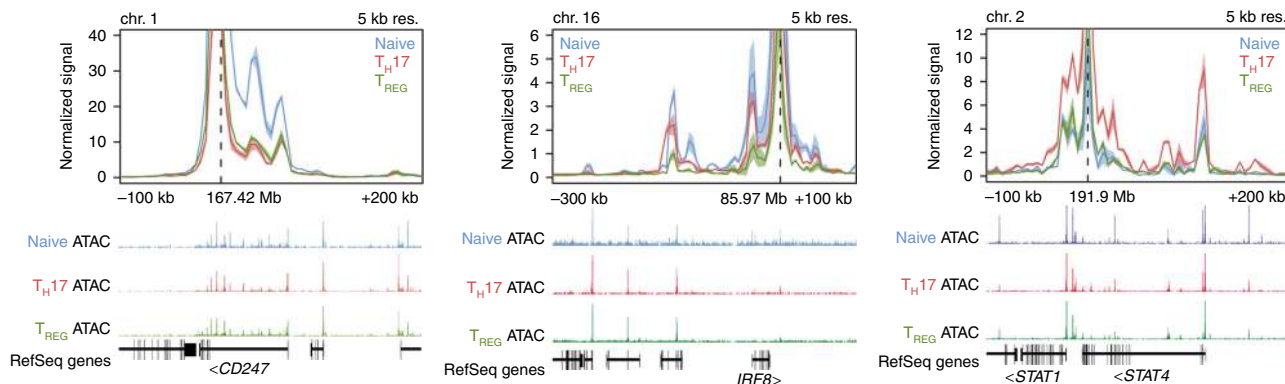 chr. 1 5 kb res.
Normalized signal
40
30
20
10
0
Naive
TH17
TREG
–100 kb 167.42 Mb +200 kb
Naive ATAC
TH17 ATAC
TREG ATAC
RefSeq genes
<CD247
chr. 16 5 kb res.
Normalized signal
6
5
4
3
2
1
0
Naive
TH17
TREG
–300 kb 85.97 Mb +100 kb
Naive ATAC
TH17 ATAC
TREG ATAC
RefSeq genes
IRF8>
chr. 2 5 kb res.
Normalized signal
12
10
8
6
4
2
0
Naive
TH17
TREG
–100 kb 191.9 Mb +200 kb
Naive ATAC
TH17 ATAC
TREG ATAC
RefSeq genes
<STAT1 <STAT4